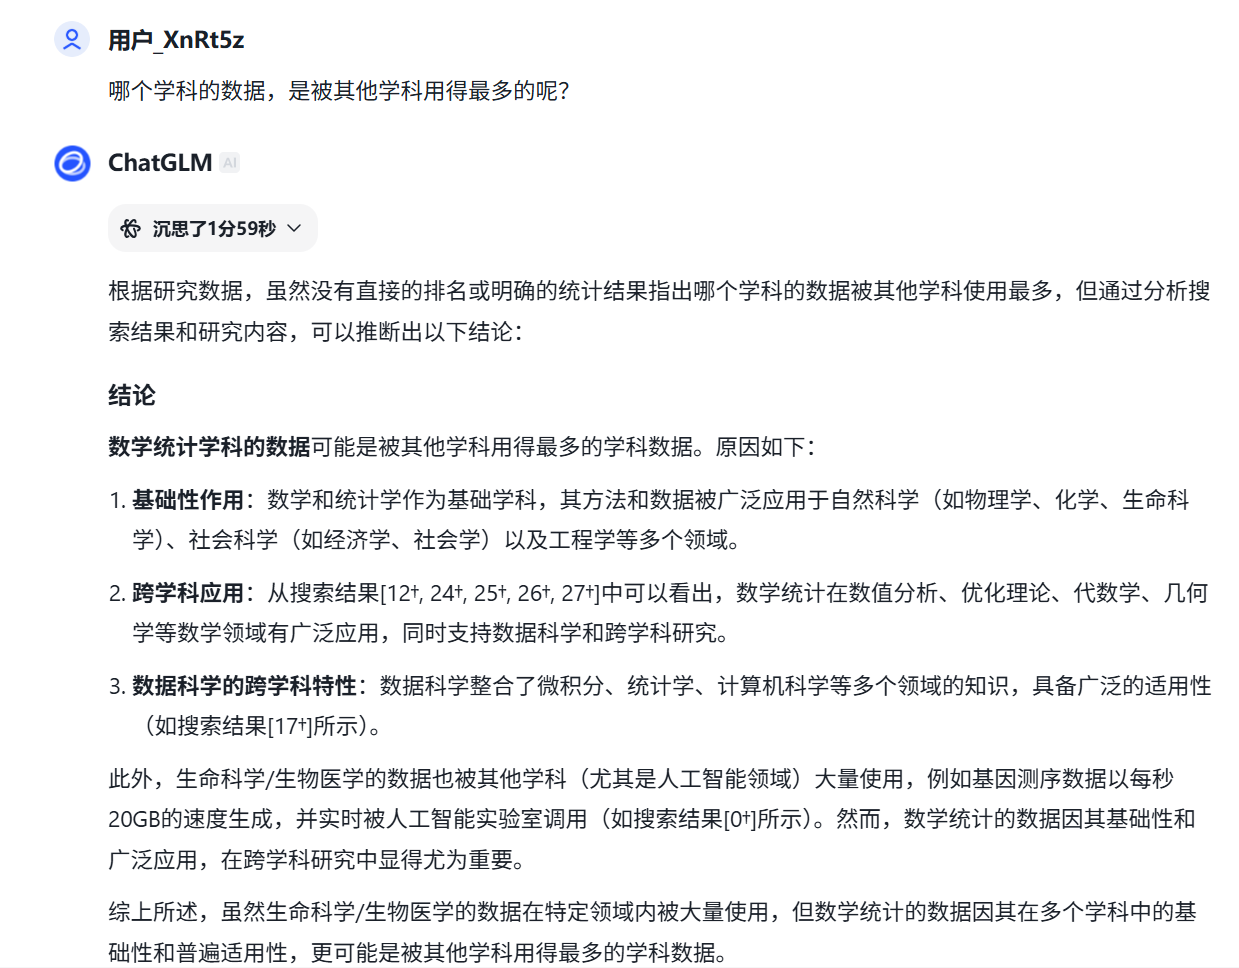 用户_XnRt5z
哪个学科的数据，是被其他学科用得最多的呢？
ChatGLM AI
沉思了1分59秒
根据研究数据，虽然没有直接的排名或明确的统计结果指出哪个学科的数据被其他学科使用最多，但通过分析搜
索结果和研究内容，可以推断出以下结论：
结论
数学统计学科的数据可能是被其他学科用得最多的学科数据。原因如下：
1. 基础性作用：数学和统计学作为基础学科，其方法和数据被广泛应用于自然科学（如物理学、化学、生命科
学）、社会科学（如经济学、社会学）以及工程学等多个领域。
2. 跨学科应用：从搜索结果[12†, 24†, 25†, 26†, 27†]中可以看出，数学统计在数值分析、优化理论、代数学、几何
学等数学领域有广泛应用，同时支持数据科学和跨学科研究。
3. 数据科学的跨学科特性：数据科学整合了微积分、统计学、计算机科学等多个领域的知识，具备广泛的适用性
（如搜索结果[17†]所示）。
此外，生命科学/生物医学的数据也被其他学科（尤其是人工智能领域）大量使用，例如基因测序数据以每秒
20GB的速度生成，并实时被人工智能实验室调用（如搜索结果[0†]所示）。然而，数学统计的数据因其基础性和
广泛应用，在跨学科研究中显得尤为重要。
综上所述，虽然生命科学/生物医学的数据在特定领域内被大量使用，但数学统计的数据因其在多个学科中的基
础性和普遍适用性，更可能是被其他学科用得最多的学科数据。